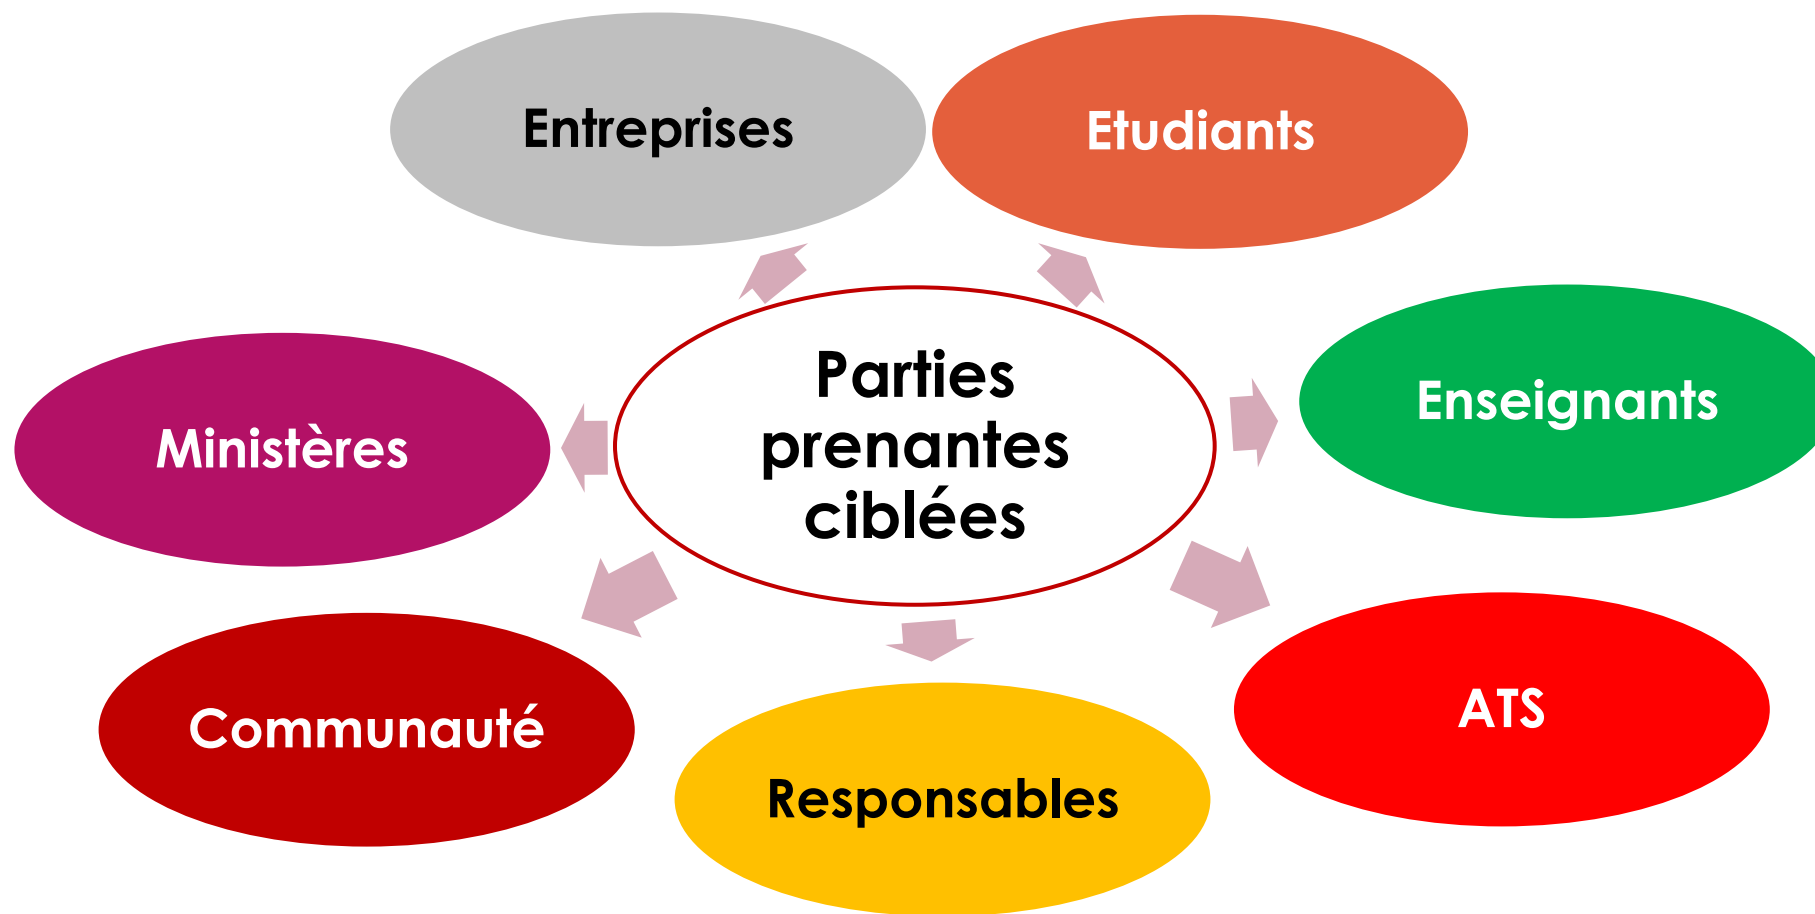 Entreprises
Etudiants
Parties
prenantes
ciblées
Enseignants
Ministères
ATS
Communauté
Responsables